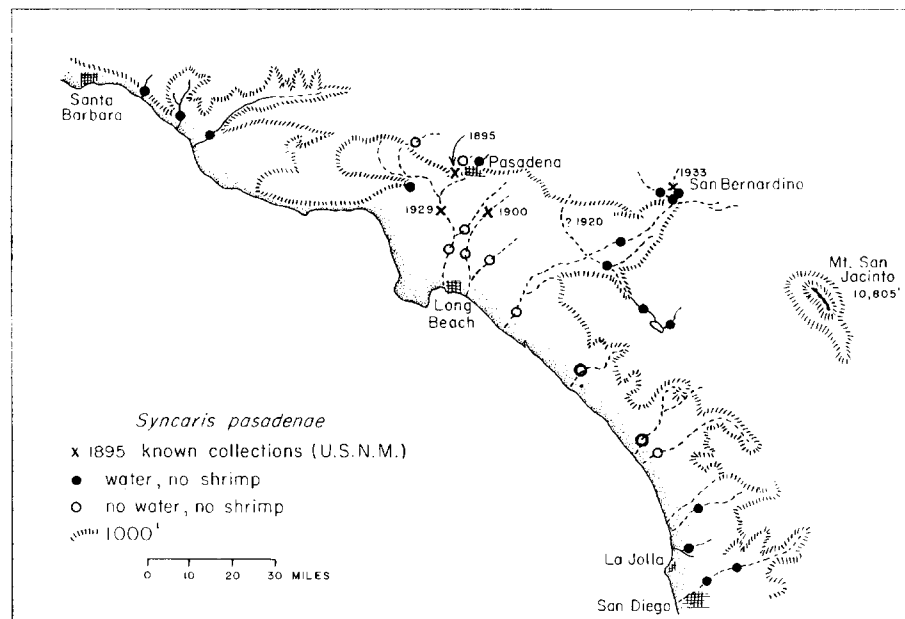 Santa
Barbara
1895
Pasadena
1933
San Bernardino
1929
1900
? 1920
Mt. San
Jacinto
10,805'
Long
Beach
Syncaris pasadenae
x 1895 known collections (U.S.N.M.)
water, no shrimp
no water, no shrimp
1000'
0 10 20 30 MILES
La Jolla
San Diego